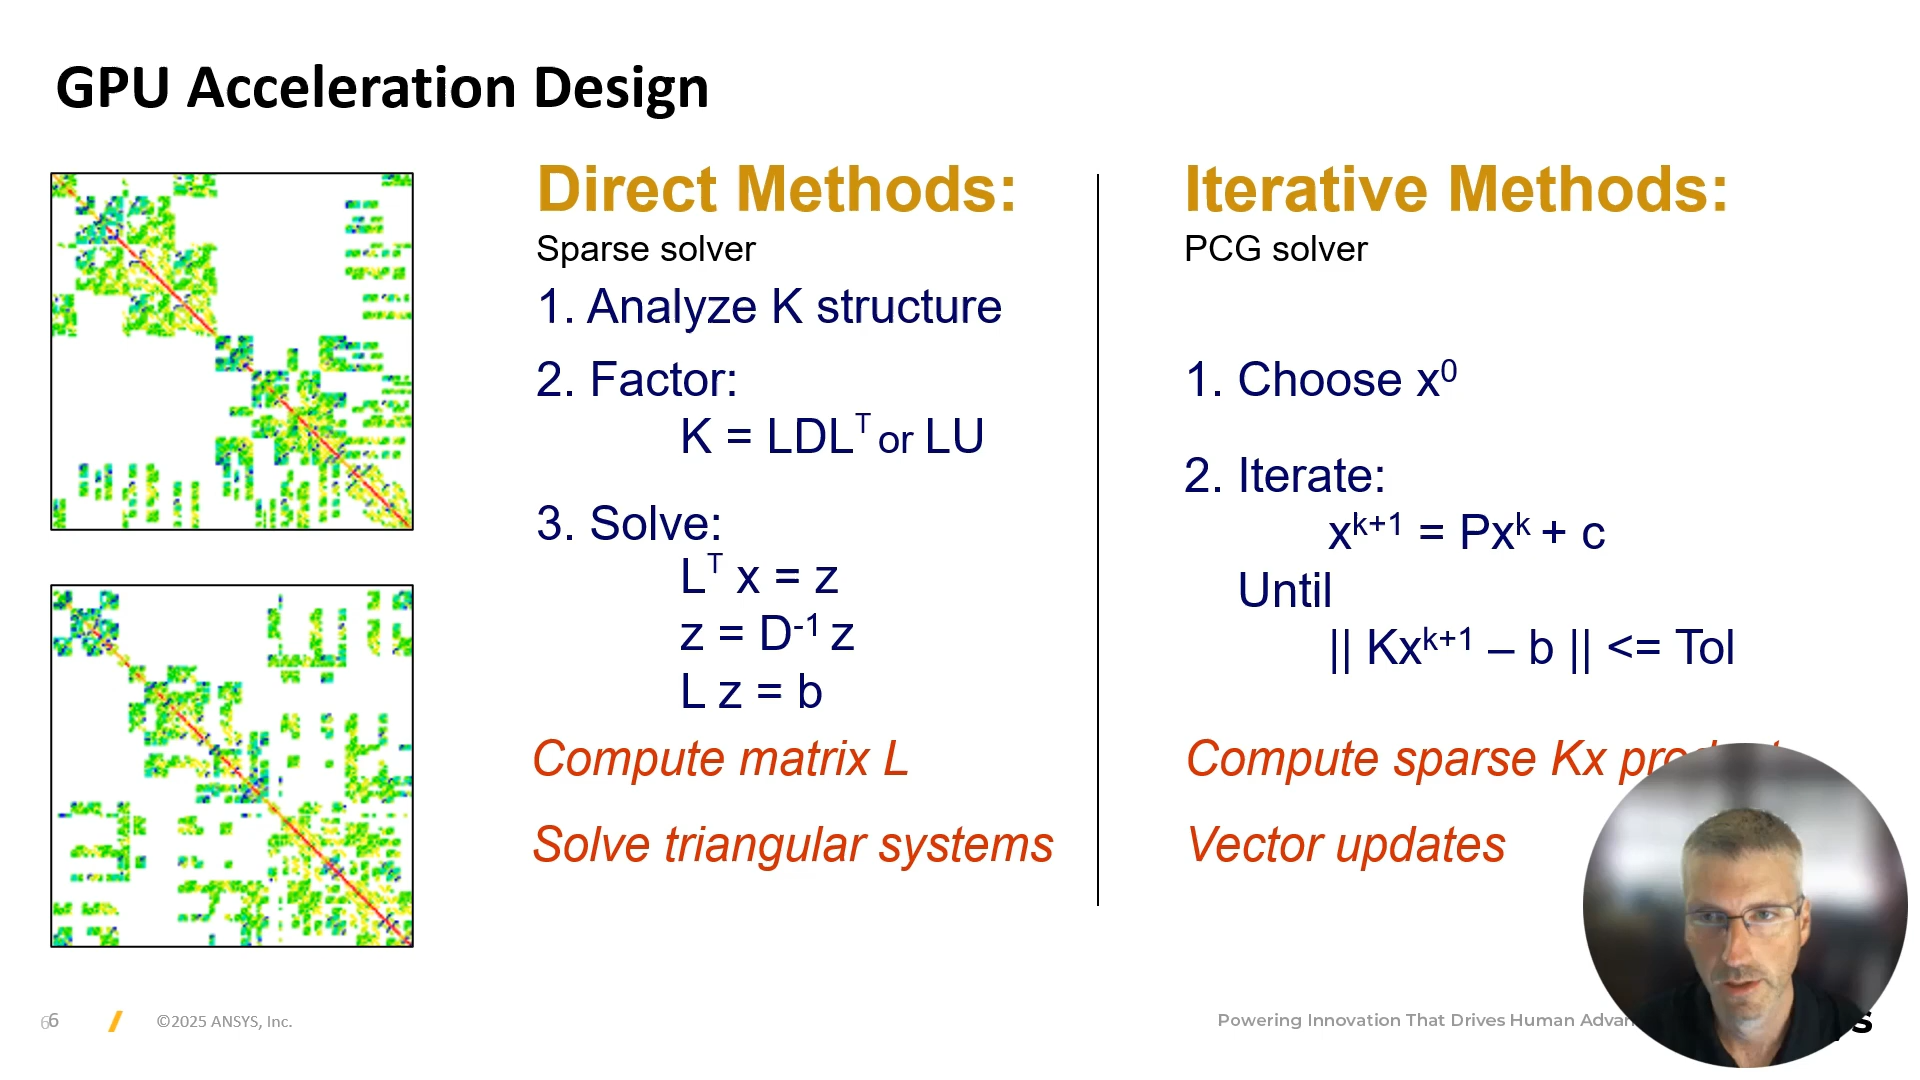 GPU Acceleration Design
Direct Methods:
Sparse solver
1. Analyze K structure
2. Factor:
K = LDLᵀ or LU
3. Solve:
Lᵀ x = z
z = D⁻¹ z
L z = b
Compute matrix L
Solve triangular systems
Iterative Methods:
PCG solver
1. Choose x⁰
2. Iterate:
xᵏ⁺¹ = Pxᵏ + c
Until
|| Kxᵏ⁺¹ – b || <= Tol
Compute sparse Kx
Vector updates
66
©2025 ANSYS, Inc.
Powering Innovation That Drives Human